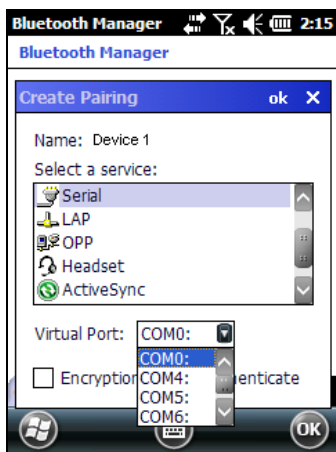 Bluetooth Manager 2:15
Bluetooth Manager
Create Pairing ok X
Name: Device 1
Select a service:
Serial
LAP
OPP
Headset
ActiveSync
Virtual Port: COM0:
COM0:
Encryption enticate
COM4:
COM5:
COM6:
OK